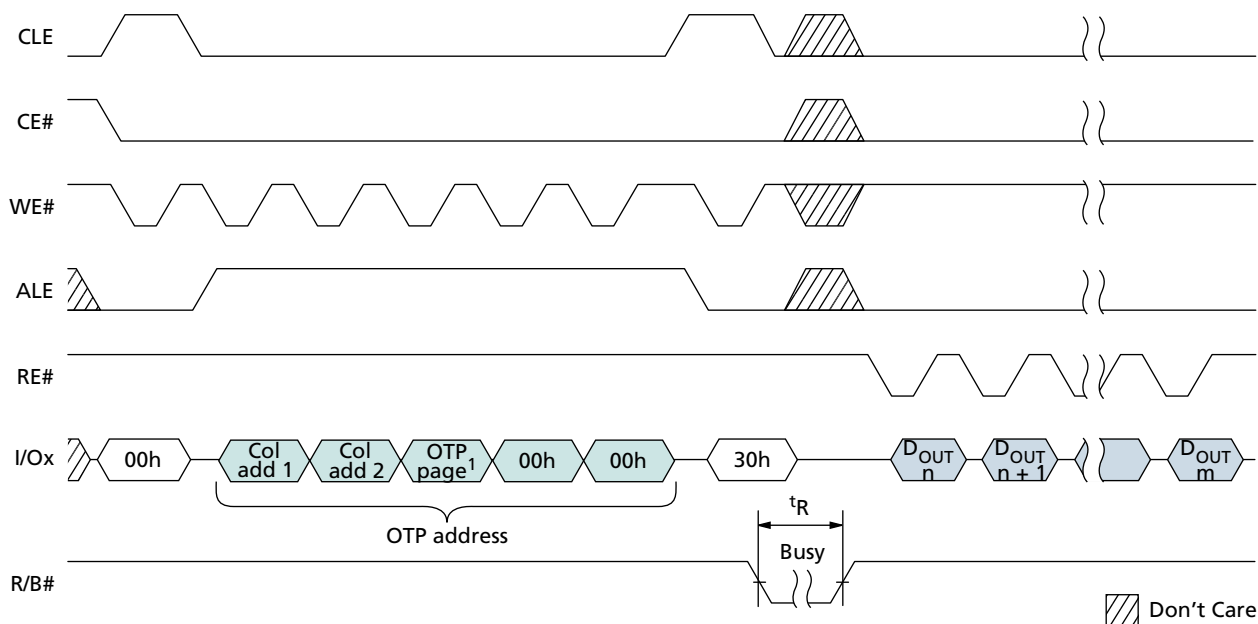 CLE
CE#
WE#
ALE
RE#
I/Ox
00h
Col
add 1
Col
add 2
OTP
page1
00h
00h
30h
DOUT
n
DOUT
n + 1
DOUT
m
OTP address
tR
Busy
R/B#
Don't Care